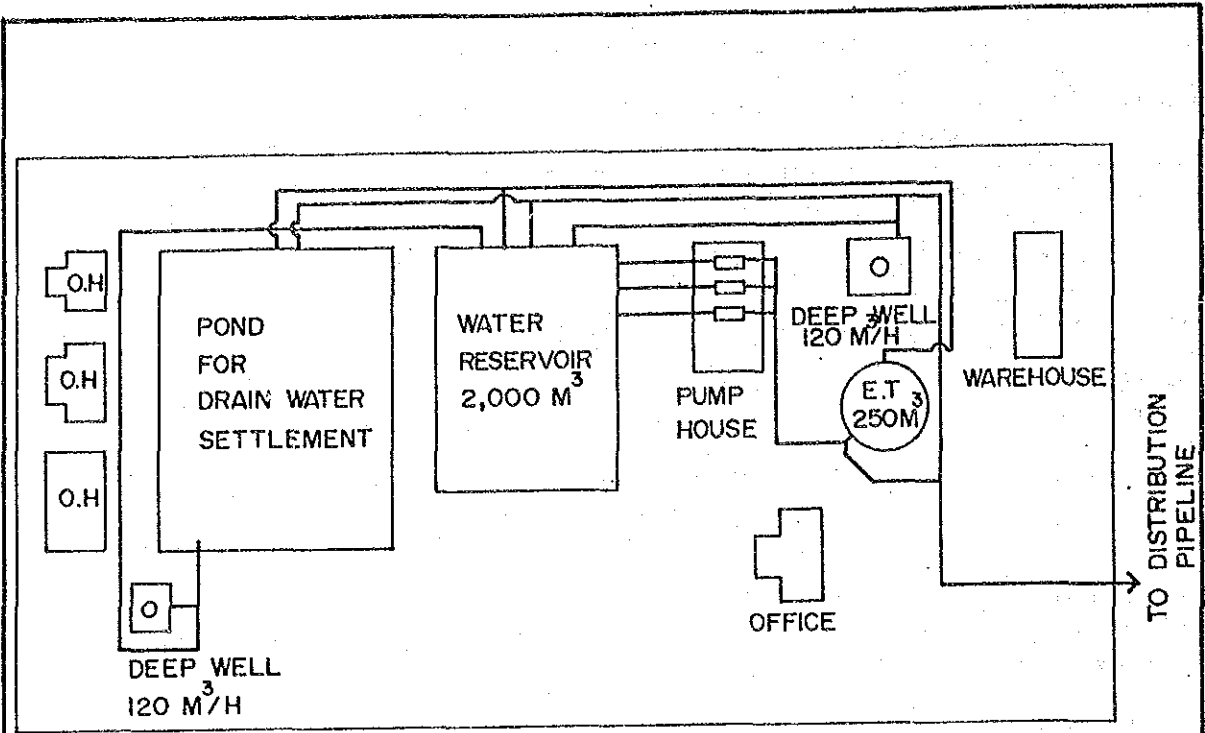 O.H
O.H
O.H
POND
FOR
DRAIN WATER
SETTLEMENT
WATER
RESERVOIR
2,000 M³
PUMP
HOUSE
DEEP WELL
120 M³/H
E.T
250M³
WAREHOUSE
OFFICE
DEEP WELL
120 M³/H
TO DISTRIBUTION
PIPELINE